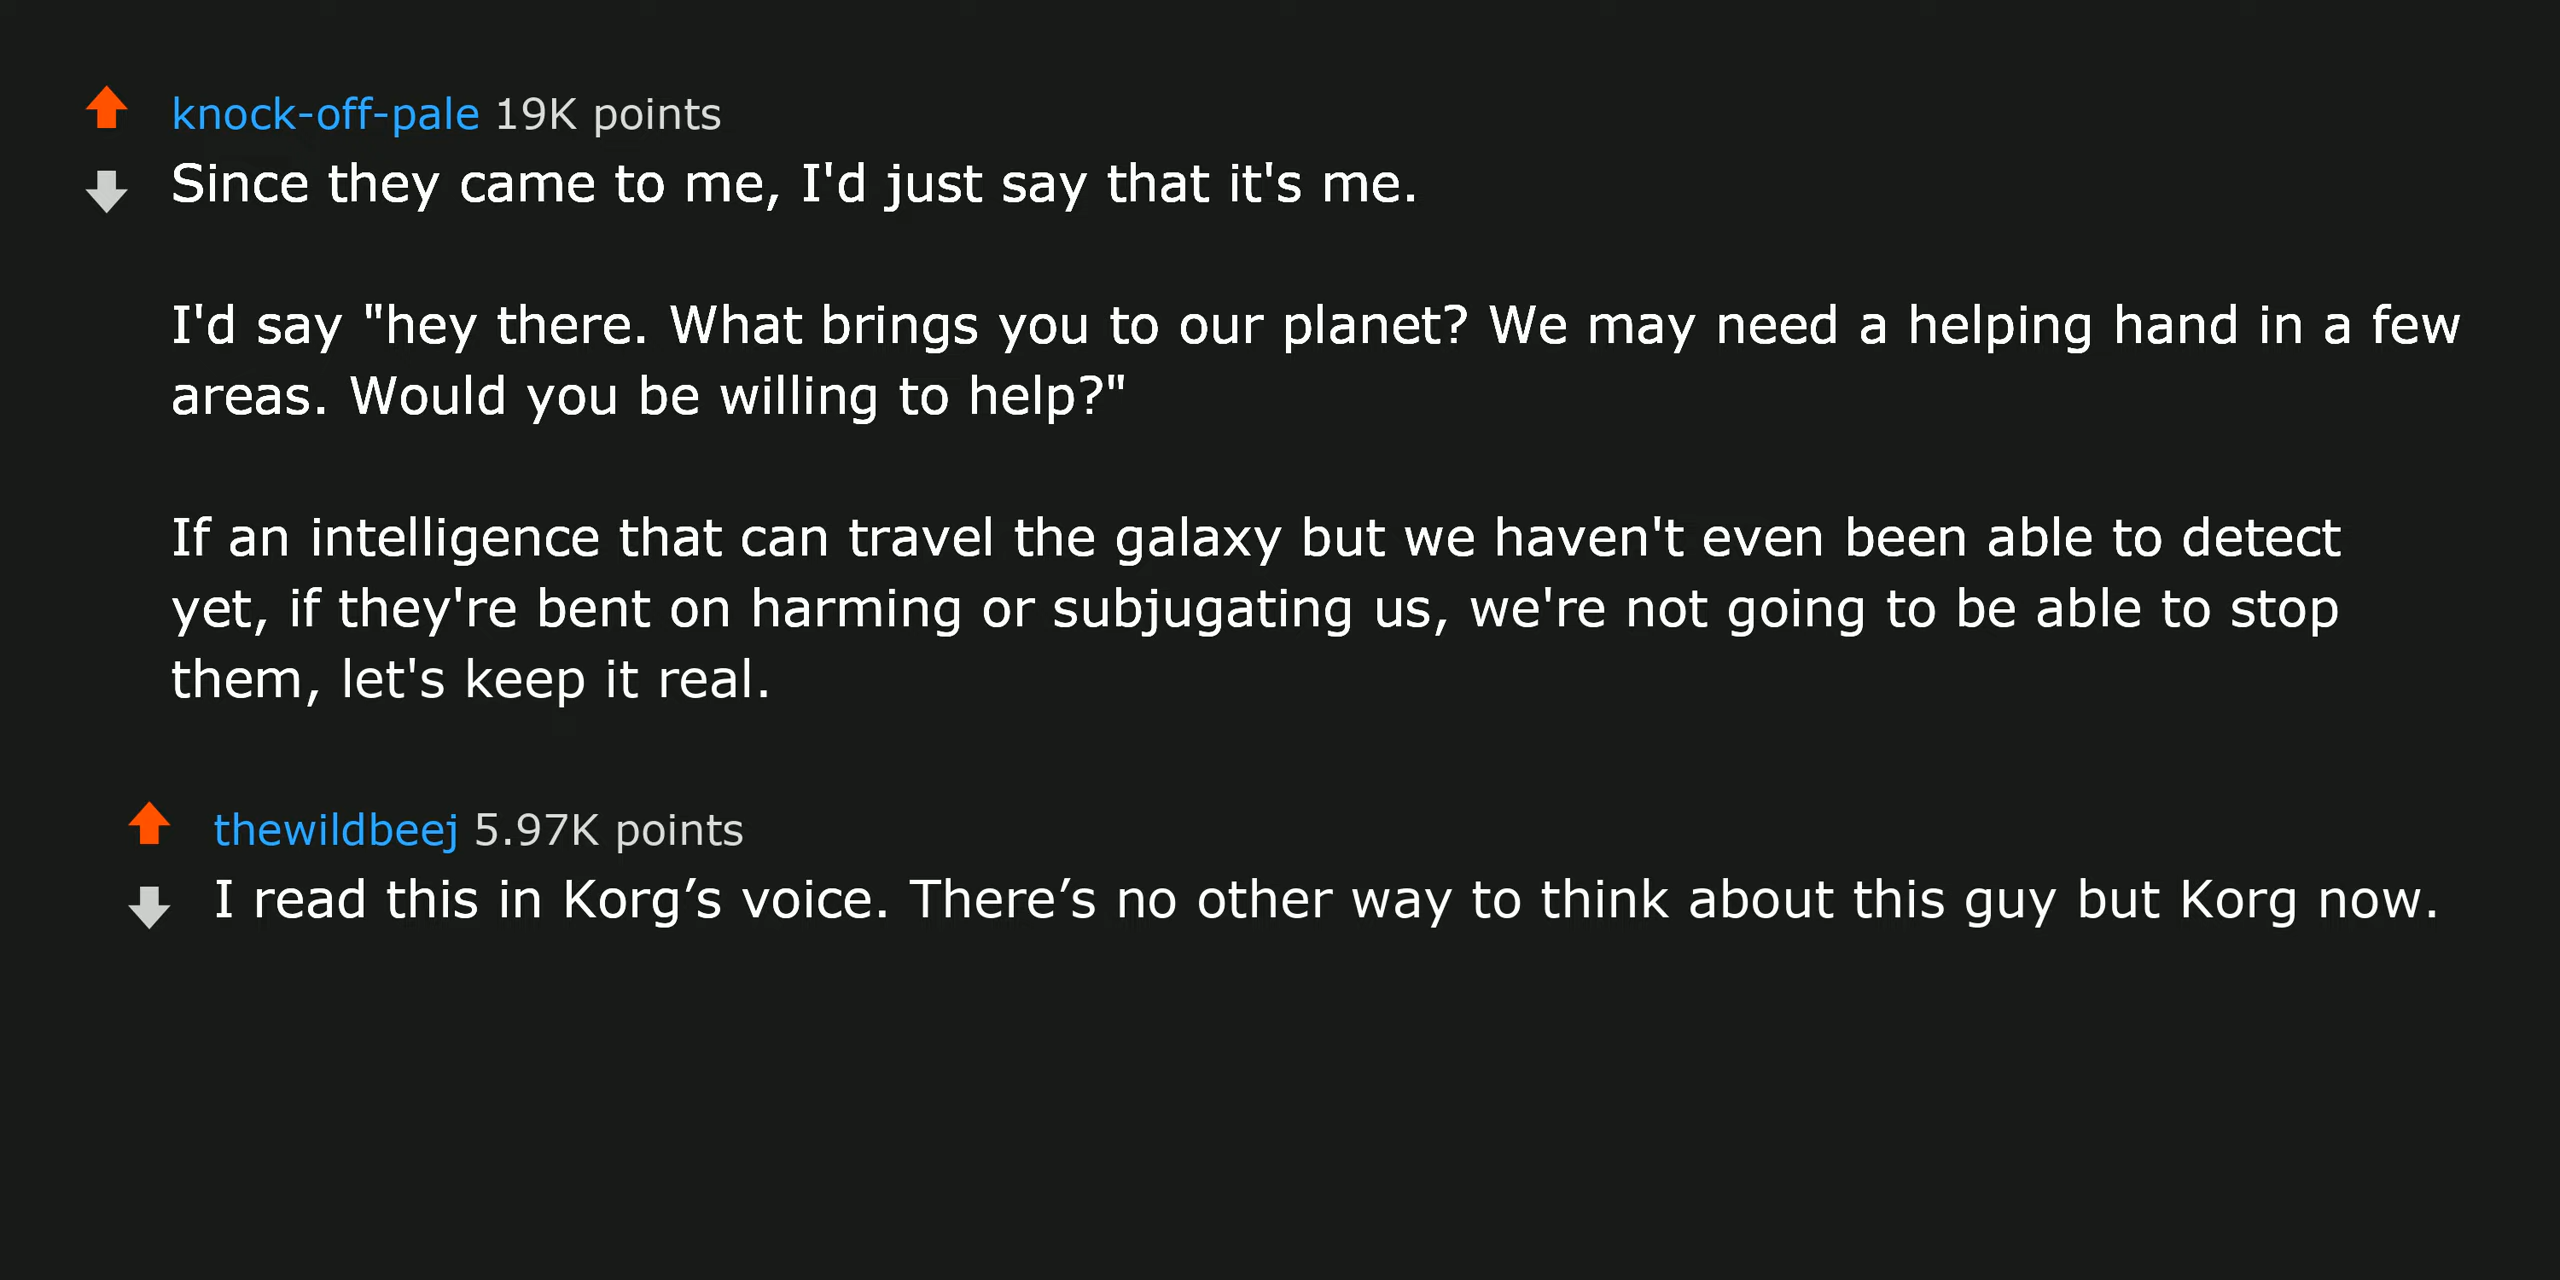 knock-off-pale 19K points
Since they came to me, I'd just say that it's me.
I'd say "hey there. What brings you to our planet? We may need a helping hand in a few
areas. Would you be willing to help?"
If an intelligence that can travel the galaxy but we haven't even been able to detect
yet, if they're bent on harming or subjugating us, we're not going to be able to stop
them, let's keep it real.
thewildbeej 5.97K points
I read this in Korg’s voice. There’s no other way to think about this guy but Korg now.